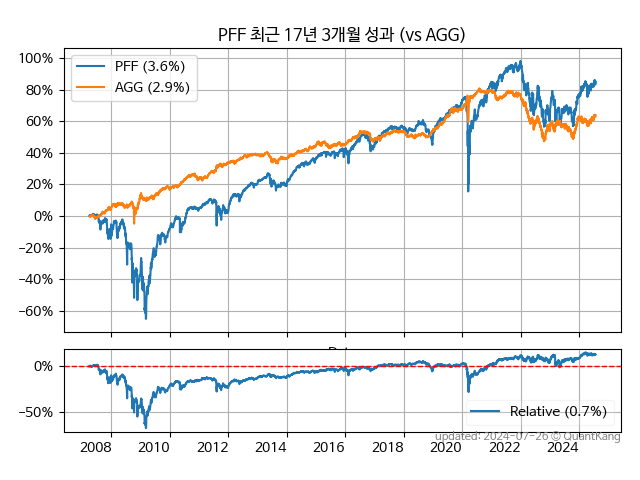 PFF 최근 17년 3개월 성과 (vs AGG)
PFF (3.6%)
AGG (2.9%)
100%
80%
60%
40%
20%
0%
−20%
−40%
−60%
0%
−50%
Relative (0.7%)
2008 2010 2012 2014 2016 2018 2020 2022 2024
updated: 2024-07-26 © QuantKang